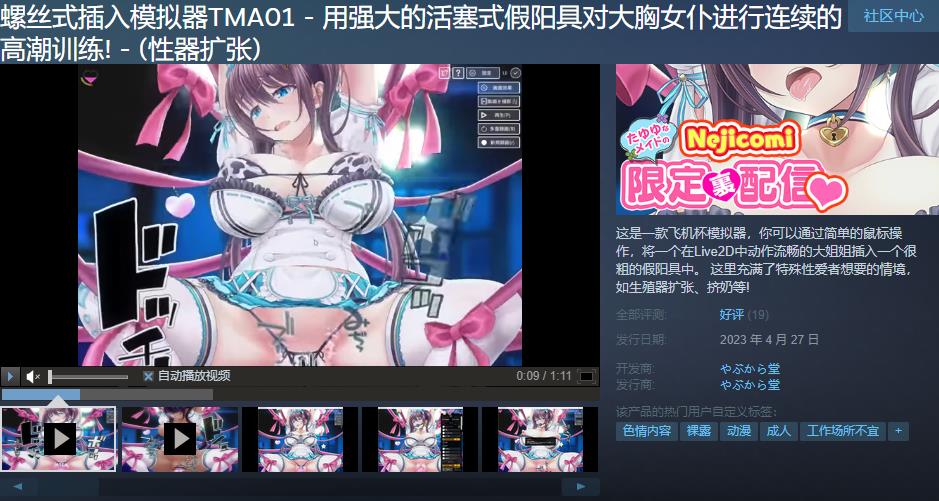 螺丝式插入模拟器TMA01 - 用强大的活塞式假阳具对大胸女仆进行连续的
高潮训练! - (性器扩张)
社区中心
?
たゆゆな
メイドの
Nejicomi
限定裏配信
这是一款飞机杯模拟器，你可以通过简单的鼠标操
作，将一个在Live2D中动作流畅的大姐姐插入一个很
粗的假阳具中。 这里充满了特殊性爱者想要的情境，
如生殖器扩张、挤奶等!
全部评测:
好评 (19)
发行日期:
2023 年 4 月 27 日
开发商:
やぶから堂
发行商:
やぶから堂
该产品的热门用户自定义标签:
色情内容 裸露 动漫 成人 工作场所不宜 +
自动播放视频
0:09 / 1:11